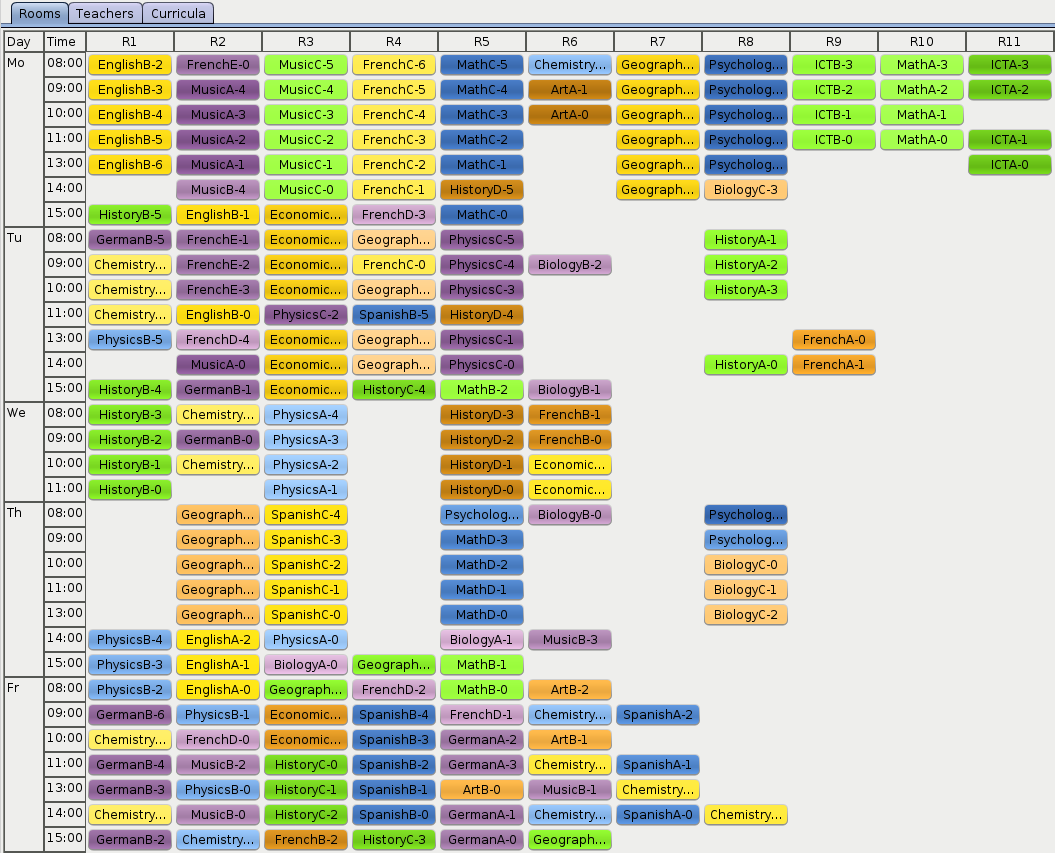 Rooms Teachers Curricula
Day Time R1 R2 R3 R4 R5 R6 R7 R8 R9 R10 R11
Mo 08:00 EnglishB-2 FrenchE-0 MusicC-5 FrenchC-6 MathC-5 Chemistry... Geograph... Psycholog... ICTB-3 MathA-3 ICTA-3
09:00 EnglishB-3 MusicA-4 MusicC-4 FrenchC-5 MathC-4 ArtA-1 Geograph... Psycholog... ICTB-2 MathA-2 ICTA-2
10:00 EnglishB-4 MusicA-3 MusicC-3 FrenchC-4 MathC-3 ArtA-0 Geograph... Psycholog... ICTB-1 MathA-1
11:00 EnglishB-5 MusicA-2 MusicC-2 FrenchC-3 MathC-2 Geograph... Psycholog... ICTB-0 MathA-0 ICTA-1
13:00 EnglishB-6 MusicA-1 MusicC-1 FrenchC-2 MathC-1 Geograph... Psycholog... ICTA-0
14:00 MusicB-4 MusicC-0 FrenchC-1 HistoryD-5 Geograph... BiologyC-3
15:00 HistoryB-5 EnglishB-1 Economic... FrenchD-3 MathC-0
Tu 08:00 GermanB-5 FrenchE-1 Economic... Geograph... PhysicsC-5 HistoryA-1
09:00 Chemistry... FrenchE-2 Economic... FrenchC-0 PhysicsC-4 BiologyB-2 HistoryA-2
10:00 Chemistry... FrenchE-3 Economic... Geograph... PhysicsC-3 HistoryA-3
11:00 Chemistry... EnglishB-0 PhysicsC-2 SpanishB-5 HistoryD-4
13:00 PhysicsB-5 FrenchD-4 Economic... Geograph... PhysicsC-1 FrenchA-0
14:00 MusicA-0 Economic... Geograph... PhysicsC-0 HistoryA-0 FrenchA-1
15:00 HistoryB-4 GermanB-1 Economic... HistoryC-4 MathB-2 BiologyB-1
We 08:00 HistoryB-3 Chemistry... PhysicsA-4 HistoryD-3 FrenchB-1
09:00 HistoryB-2 GermanB-0 PhysicsA-3 HistoryD-2 FrenchB-0
10:00 HistoryB-1 Chemistry... PhysicsA-2 HistoryD-1 Economic...
11:00 HistoryB-0 PhysicsA-1 HistoryD-0 Economic...
Th 08:00 Geograph... SpanishC-4 Psycholog... BiologyB-0 Psycholog...
09:00 Geograph... SpanishC-3 MathD-3 Psycholog...
10:00 Geograph... SpanishC-2 MathD-2 BiologyC-0
11:00 Geograph... SpanishC-1 MathD-1 BiologyC-1
13:00 Geograph... SpanishC-0 MathD-0 BiologyC-2
14:00 PhysicsB-4 EnglishA-2 PhysicsA-0 BiologyA-1 MusicB-3
15:00 PhysicsB-3 EnglishA-1 BiologyA-0 Geograph... MathB-1
Fr 08:00 PhysicsB-2 EnglishA-0 Geograph... FrenchD-2 MathB-0 ArtB-2
09:00 GermanB-6 PhysicsB-1 Economic... SpanishB-4 FrenchD-1 Chemistry... SpanishA-2
10:00 Chemistry... FrenchD-0 Economic... SpanishB-3 GermanA-2 ArtB-1
11:00 GermanB-4 MusicB-2 HistoryC-0 SpanishB-2 GermanA-3 Chemistry... SpanishA-1
13:00 GermanB-3 PhysicsB-0 HistoryC-1 SpanishB-1 ArtB-0 MusicB-1 Chemistry...
14:00 Chemistry... MusicB-0 HistoryC-2 SpanishB-0 GermanA-1 Chemistry... SpanishA-0 Chemistry...
15:00 GermanB-2 Chemistry... FrenchB-2 HistoryC-3 GermanA-0 Geograph...